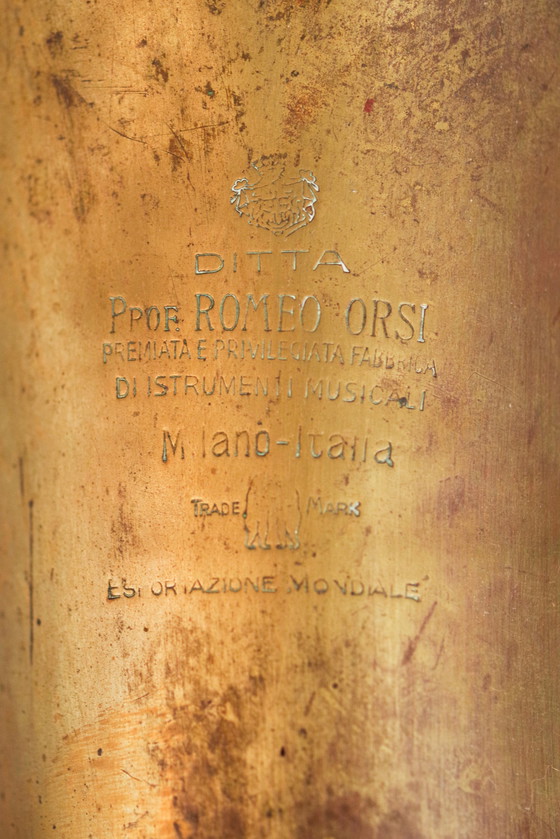 DITTA
PROF. ROMEO ORSI
PREMIATA E PRIVILEGIATA FABBRICA
DI ISTRUMENTI MUSICALI
Milano-Italia
TRADE MARK
ESPORTAZIONE MONDIALE